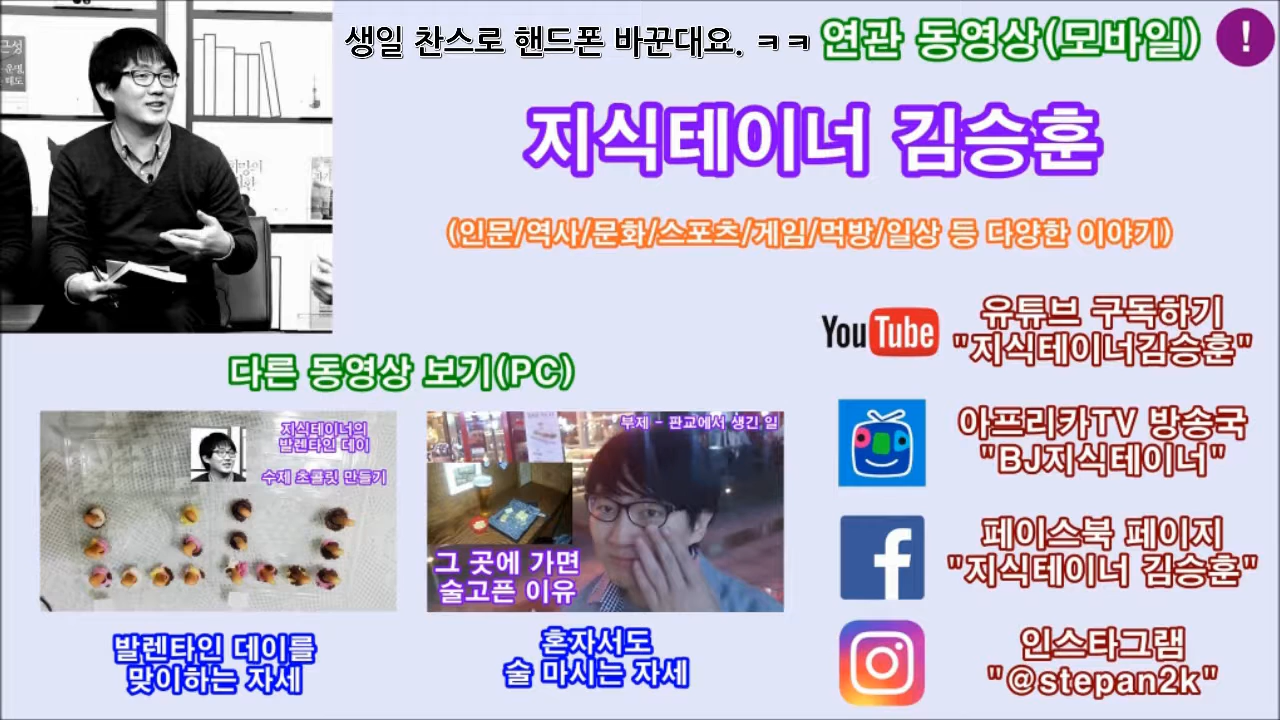 생일 찬스로 핸드폰 바꾼대요. ㅋㅋ
연관 동영상(모바일)
!
지식테이너 김승훈
(인문/역사/문화/스포츠/게임/먹방/일상 등 다양한 이야기)
근성
YouTube
유튜브 구독하기
"지식테이너김승훈"
다른 동영상 보기(PC)
지식테이너의
발렌타인 데이
수제 초콜릿 만들기
부제 - 판교에서 생긴 일
그 곳에 가면
술고픈 이유
아프리카TV 방송국
"BJ지식테이너"
f
페이스북 페이지
"지식테이너 김승훈"
발렌타인 데이를
맞이하는 자세
혼자서도
술 마시는 자세
인스타그램
"@stepan2k"